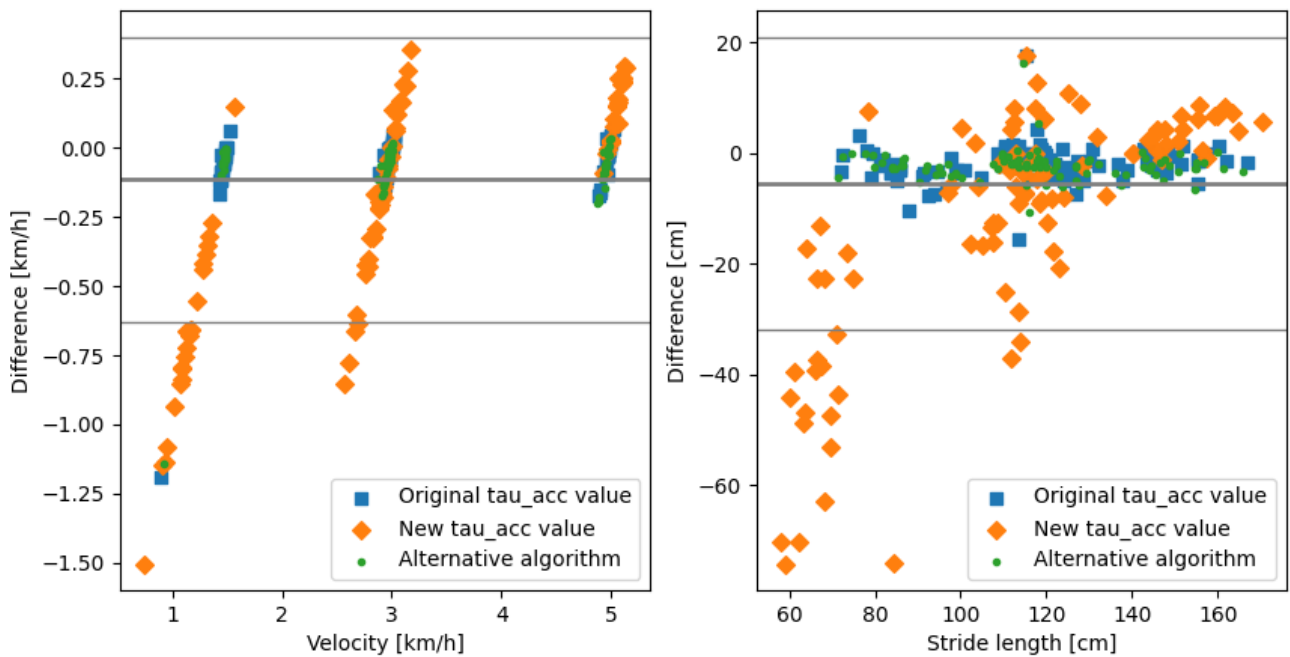 Difference [km/h]
0.25
0.00
−0.25
−0.50
−0.75
−1.00
−1.25
−1.50
1
2
3
4
5
Velocity [km/h]
Original tau_acc value
New tau_acc value
Alternative algorithm
Difference [cm]
20
0
−20
−40
−60
60
80
100
120
140
160
Stride length [cm]
Original tau_acc value
New tau_acc value
Alternative algorithm